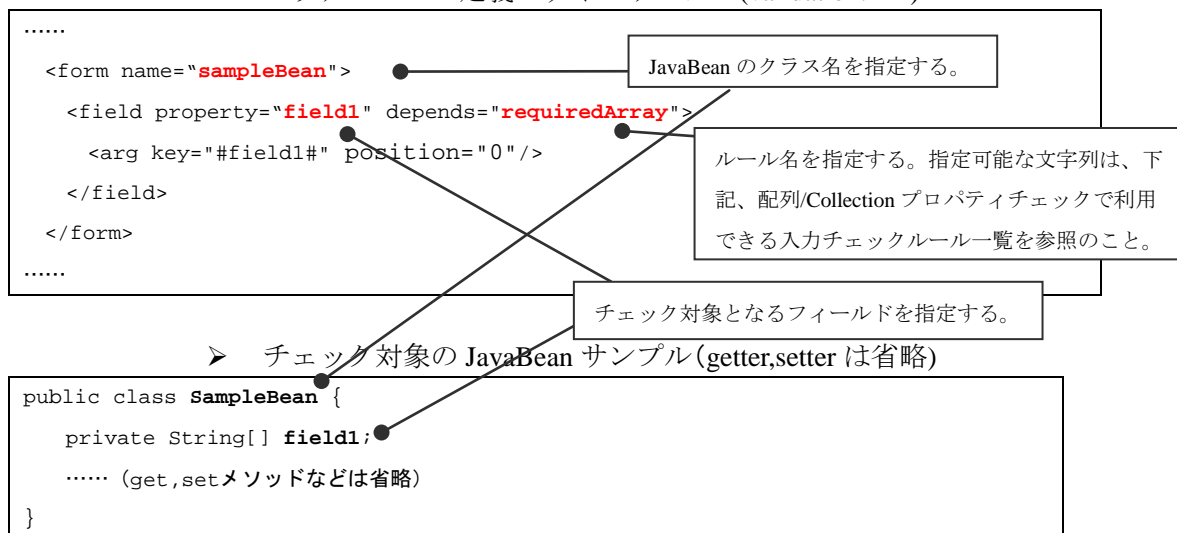 ……
<form name=“sampleBean">
JavaBean のクラス名を指定する。
<field property=“field1" depends="requiredArray">
<arg key="#field1#" position="0"/>
ルール名を指定する。指定可能な文字列は、下
記、配列/Collection プロパティチェックで利用
できる入力チェックルール一覧を参照のこと。
</field>
</form>
……
チェック対象となるフィールドを指定する。
➢ チェック対象の JavaBean サンプル(getter,setter は省略)
public class SampleBean {
private String[] field1;
……（get,setメソッドなどは省略）
}